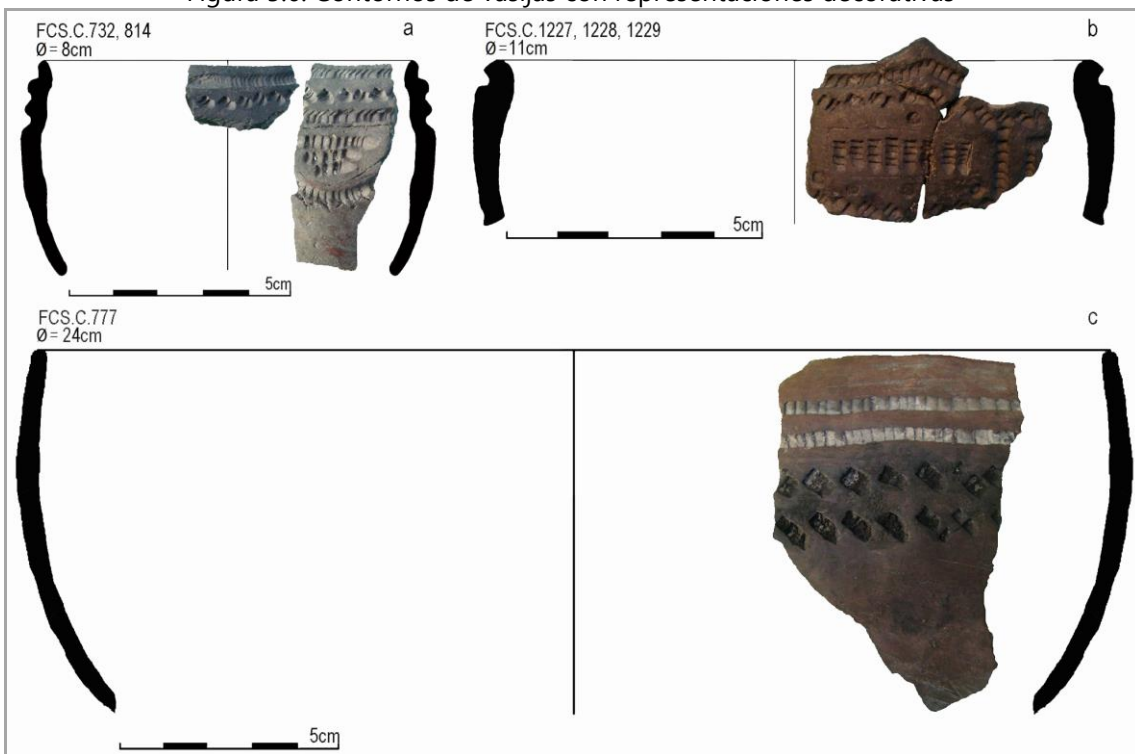 FCS.C.732, 814
Ø = 8cm
a
5cm
FCS.C.1227, 1228, 1229
Ø =11cm
b
5cm
FCS.C.777
Ø = 24cm
c
5cm